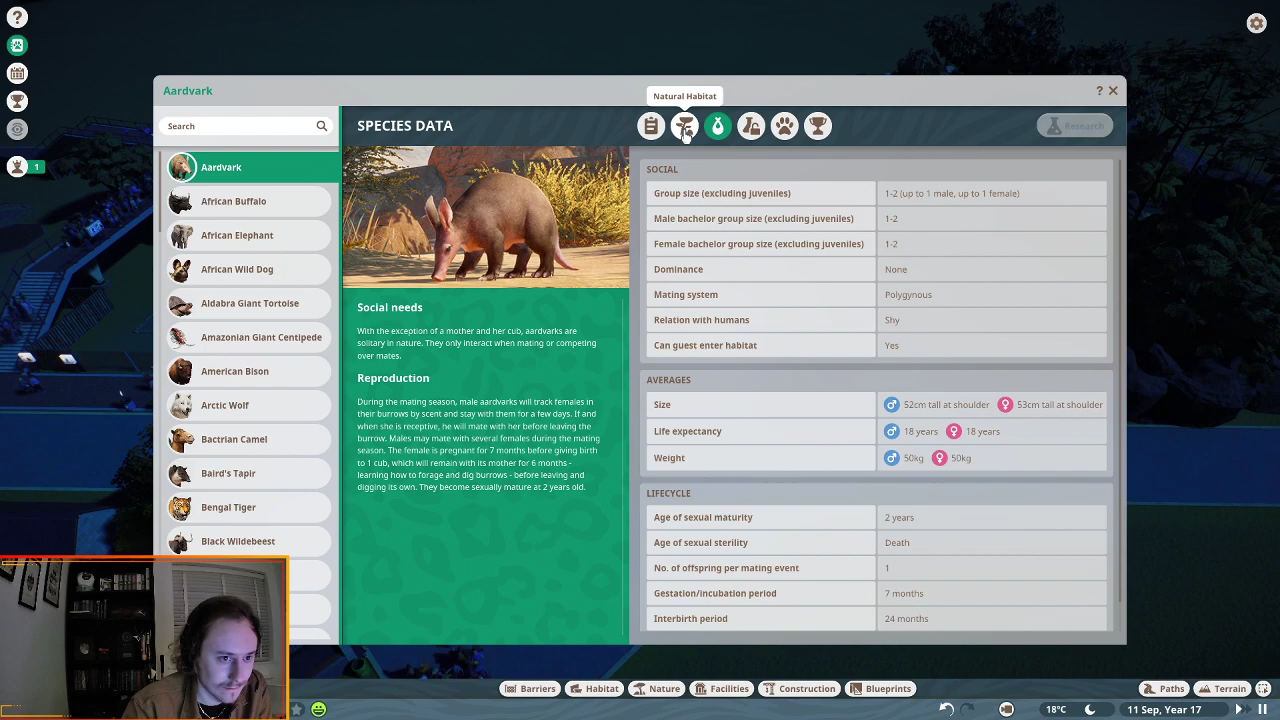 Aardvark
?
Natural Habitat
Search
SPECIES DATA
Research
Aardvark
African Buffalo
African Elephant
African Wild Dog
Aldabra Giant Tortoise
Amazonian Giant Centipede
American Bison
Arctic Wolf
Bactrian Camel
Baird's Tapir
Bengal Tiger
Black Wildebeest
1
Social needs
With the exception of a mother and her cub, aardvarks are
solitary in nature. They only interact when mating or competing
over mates.
Reproduction
During the mating season, male aardvarks will track females in
their burrows by scent and stay with them for a few days. If and
when she is receptive, he will mate with her before leaving the
burrow. Males may mate with several females during the mating
season. The female is pregnant for 7 months before giving birth
to 1 cub, which will remain with its mother for 6 months -
learning how to forage and dig burrows - before leaving and
digging its own. They become sexually mature at 2 years old.
SOCIAL
Group size (excluding juveniles) 1-2 (up to 1 male, up to 1 female)
Male bachelor group size (excluding juveniles) 1-2
Female bachelor group size (excluding juveniles) 1-2
Dominance None
Mating system Polygynous
Relation with humans Shy
Can guest enter habitat Yes
AVERAGES
Size 52cm tall at shoulder 53cm tall at shoulder
Life expectancy 18 years 18 years
Weight 50kg 50kg
LIFECYCLE
Age of sexual maturity 2 years
Age of sexual sterility Death
No. of offspring per mating event 1
Gestation/incubation period 7 months
Interbirth period 24 months
Barriers Habitat Nature Facilities Construction Blueprints Paths Terrain
18°C 11 Sep, Year 17